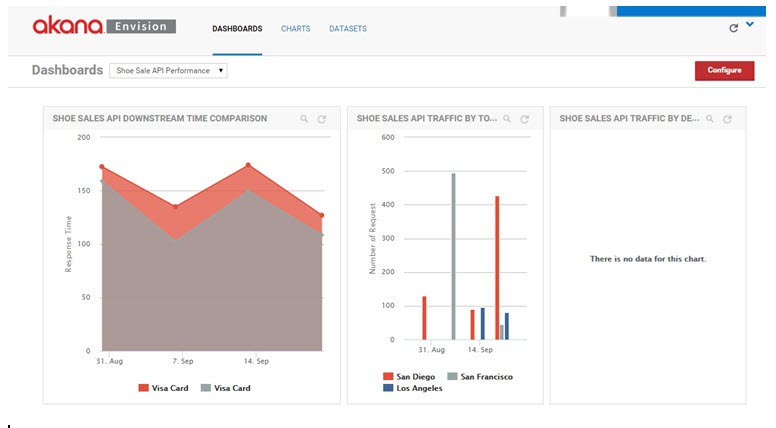 akana Envision
DASHBOARDS CHARTS DATASETS
Dashboards Shoe Sale API Performance Configure
SHOE SALES API DOWNSTREAM TIME COMPARISON
200
150
100
50
0
Response Time
31. Aug 7. Sep 14. Sep
Visa Card Visa Card
SHOE SALES API TRAFFIC BY TO...
600
500
400
300
200
100
0
Number of Request
31. Aug 14. Sep
San Diego San Francisco
Los Angeles
SHOE SALES API TRAFFIC BY DE...
There is no data for this chart.